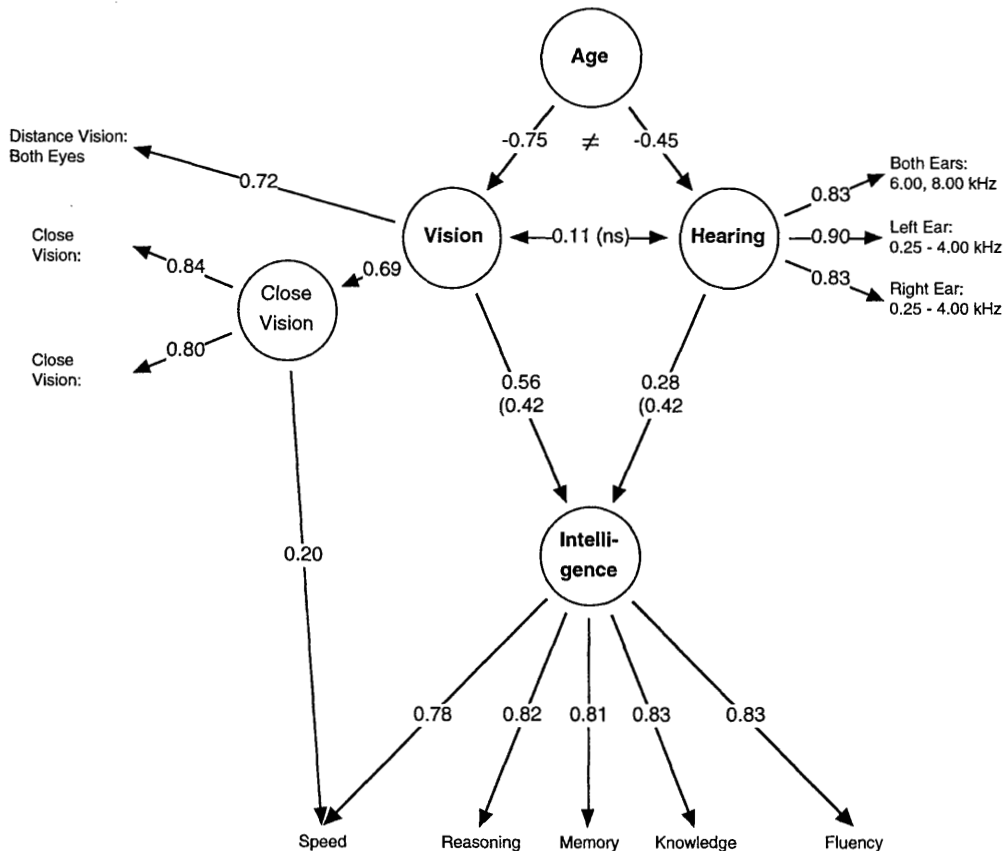 Age
-0.75
≠
-0.45
Distance Vision:
Both Eyes
0.72
Both Ears:
6.00, 8.00 kHz
0.83
Vision
0.11 (ns)
Hearing
0.90
Left Ear:
0.25 - 4.00 kHz
Close
Vision:
0.84
0.69
0.83
Right Ear:
0.25 - 4.00 kHz
Close
Vision
0.80
Close
Vision:
0.56
(0.42
0.28
(0.42
0.20
Intelli-
gence
0.78
0.82
0.81
0.83
0.83
Speed
Reasoning
Memory
Knowledge
Fluency